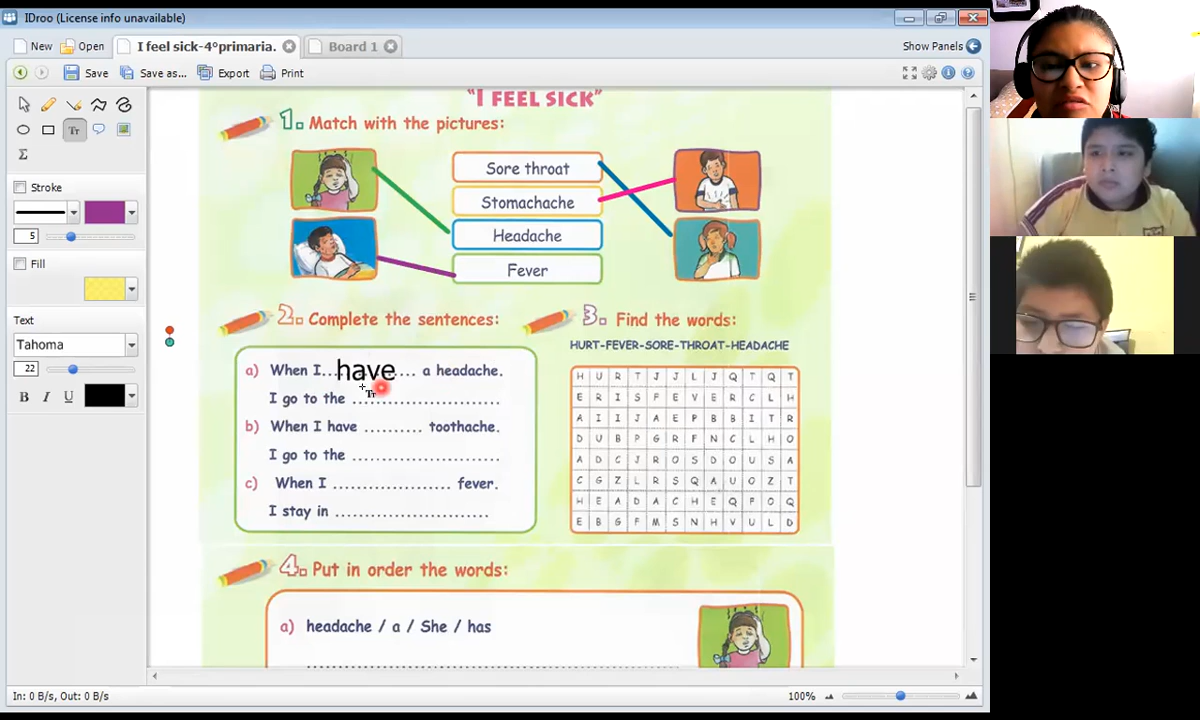 IDroo (License info unavailable)
New Open I feel sick-4°primaria. Board 1 Show Panels
Save Save as... Export Print
Stroke
5
Fill
Text
Tahoma
22
B I U
"I FEEL SICK"
1. Match with the pictures:
Sore throat
Stomachache
Headache
Fever
2. Complete the sentences:
a) When I...have.... a headache.
I go to the ..........................
b) When I have .......... toothache.
I go to the ..........................
c) When I ..................... fever.
I stay in ...........................
3. Find the words:
HURT-FEVER-SORE-THROAT-HEADACHE
H U R T J J L J Q T Q T
E R I S F E V E R C L H
A I I J A E P B B I T R
D U B P G R F N C L H O
A D C J R O S D O U S A
C G Z L R S Q A U O Z T
H E A D A C H E Q F O Q
E B G F M S N H V U L D
4. Put in order the words:
a) headache / a / She / has
In: 0 B/s, Out: 0 B/s 100%